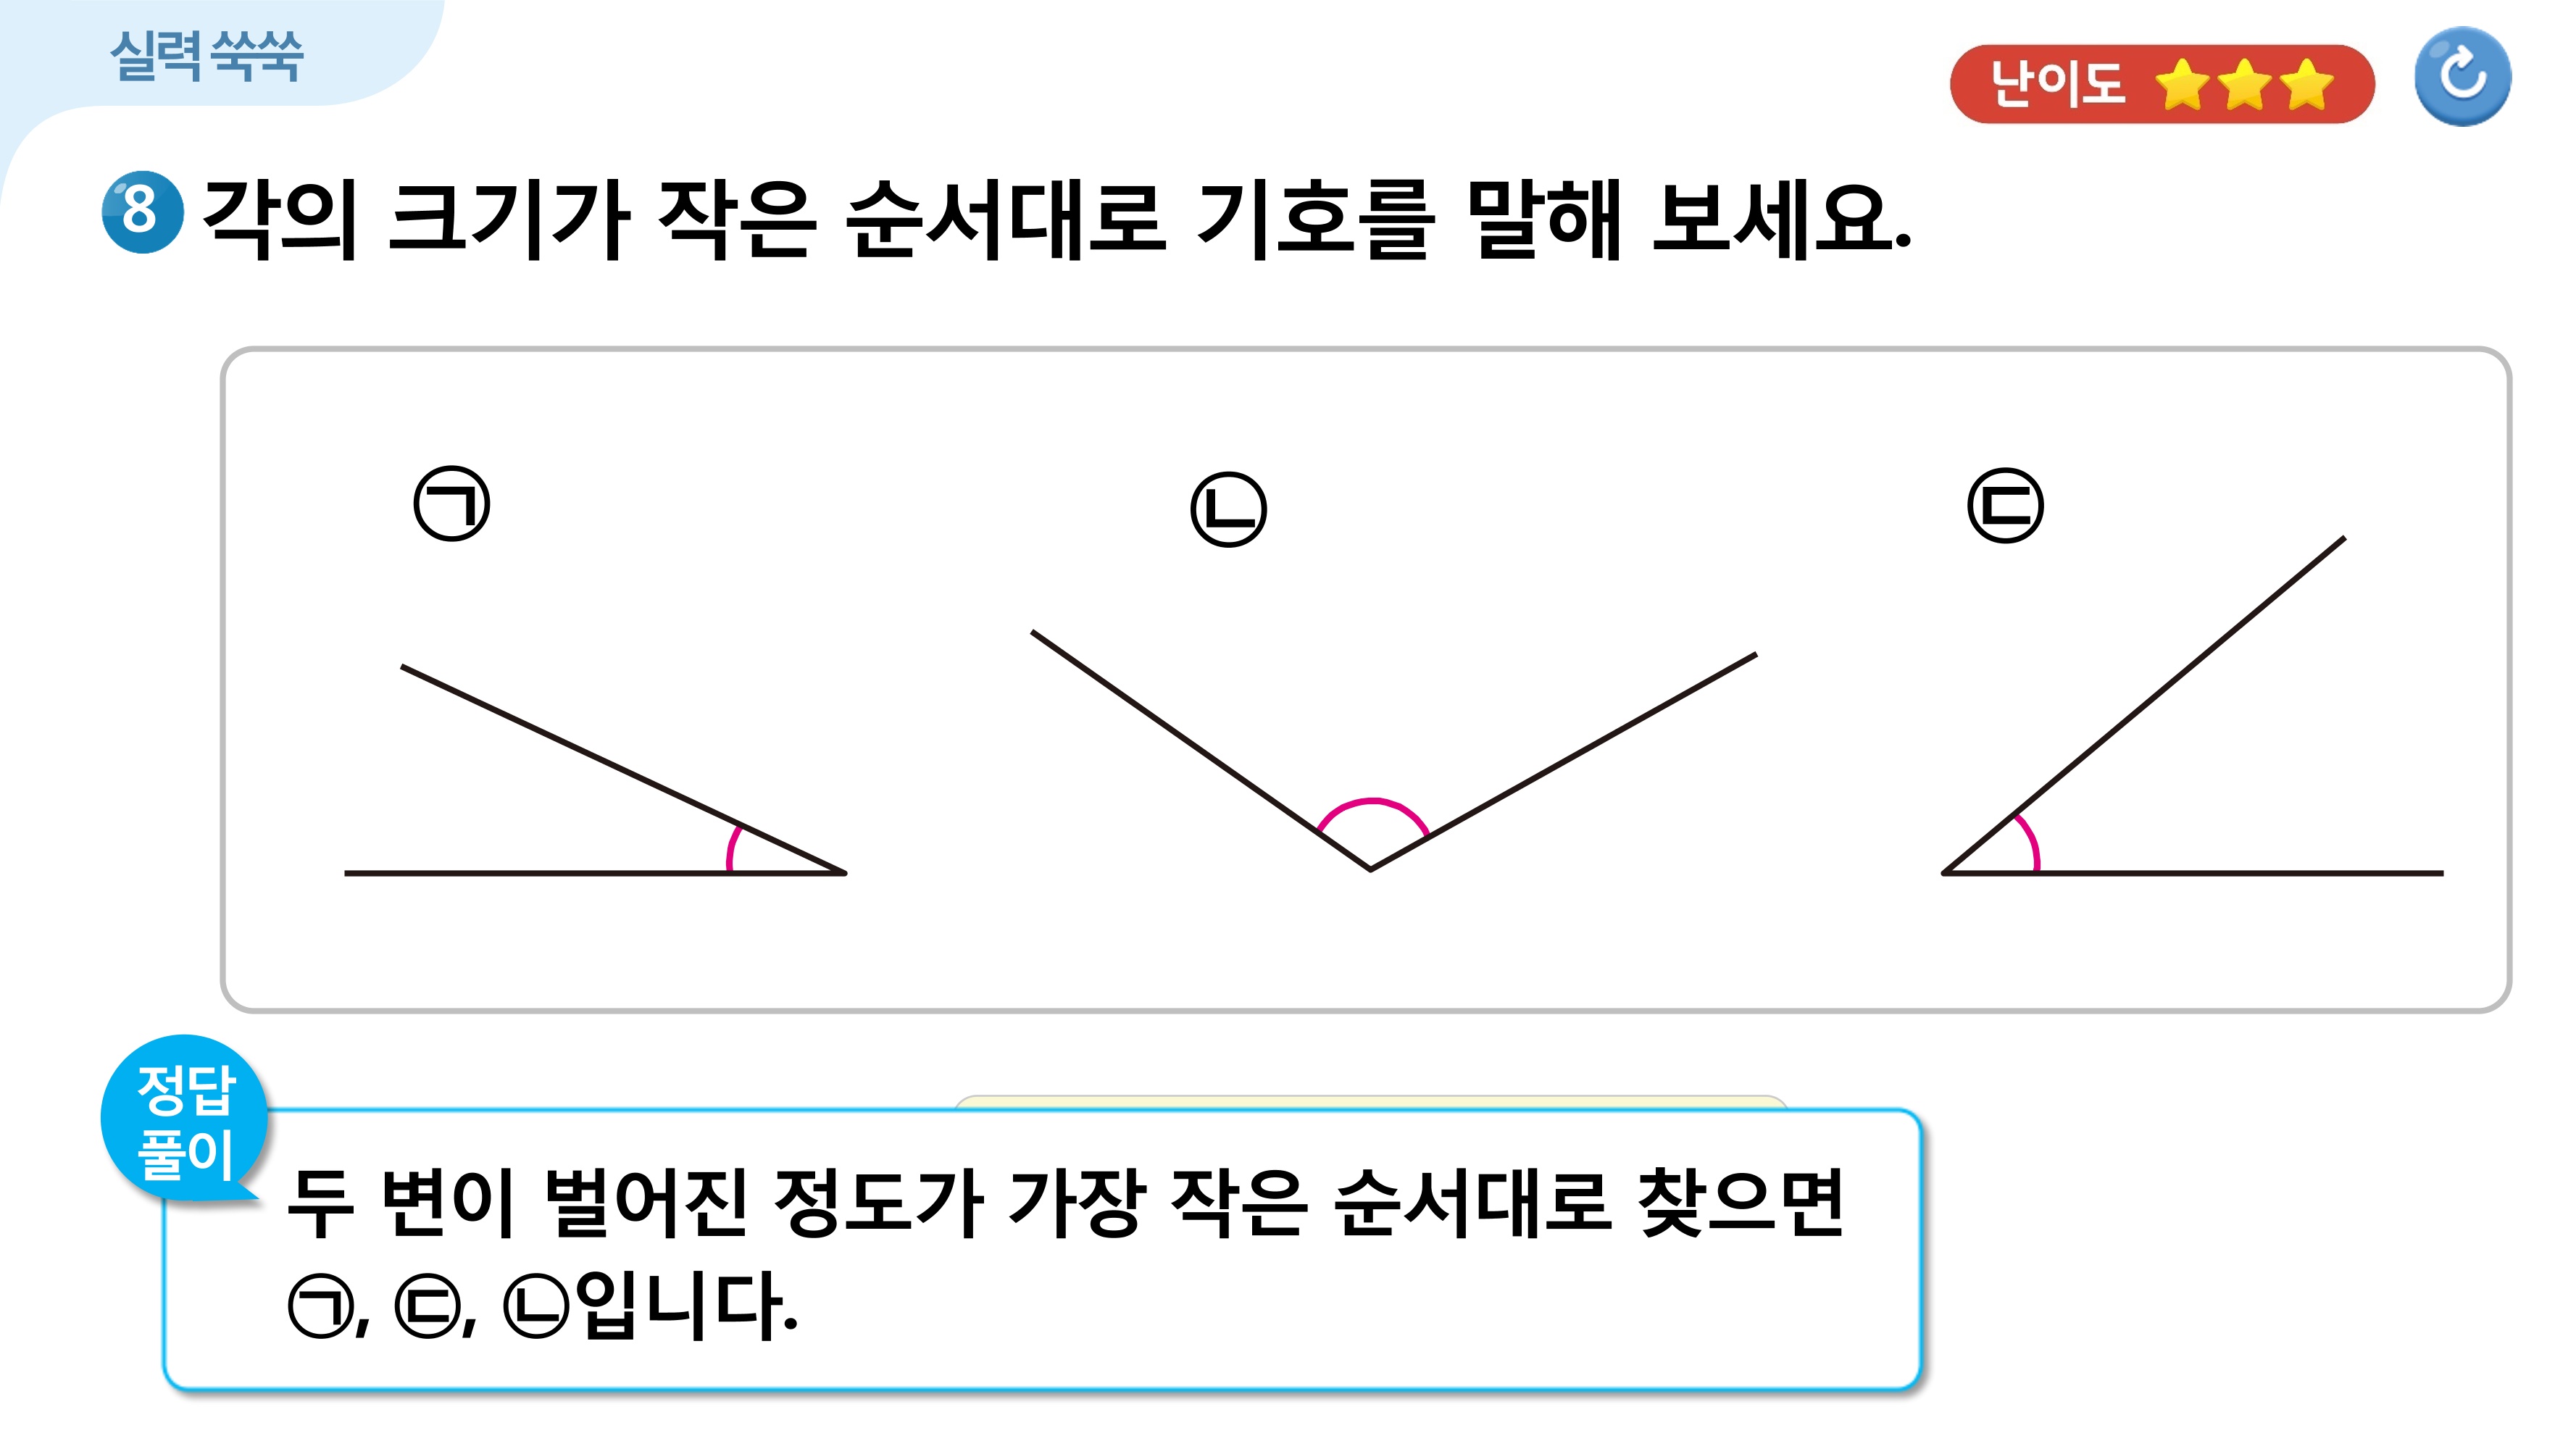 실력 쑥쑥
난이도
8 각의 크기가 작은 순서대로 기호를 말해 보세요.
㉠
㉡
㉢
정답
풀이
두 변이 벌어진 정도가 가장 작은 순서대로 찾으면
㉠, ㉢, ㉡입니다.